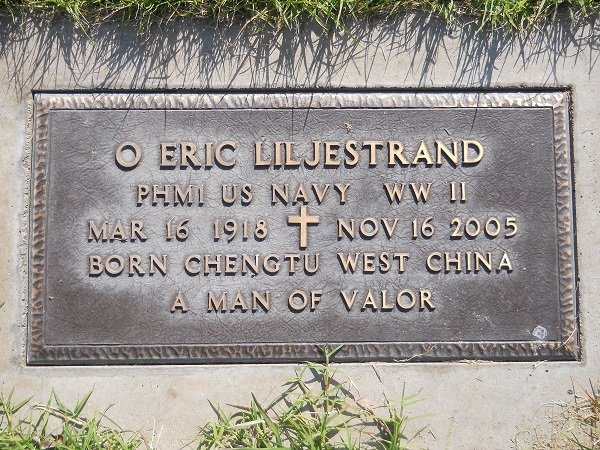 O ERIC LILJESTRAND
PHM1 US NAVY WW II
MAR 16 1918 NOV 16 2005
BORN CHENGTU WEST CHINA
A MAN OF VALOR